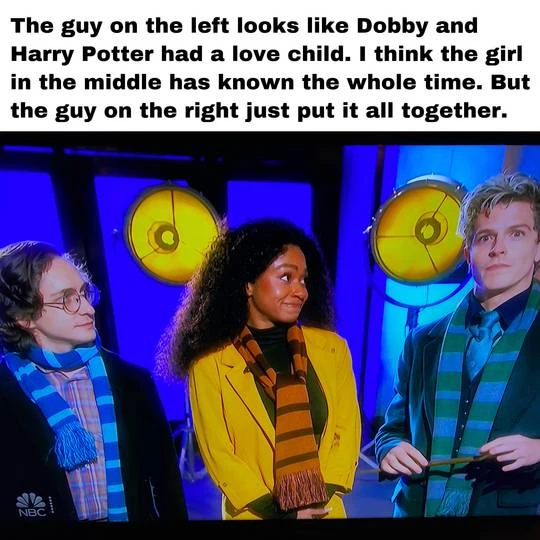 The guy on the left looks like Dobby and
Harry Potter had a love child. I think the girl
in the middle has known the whole time. But
the guy on the right just put it all together.
NBC